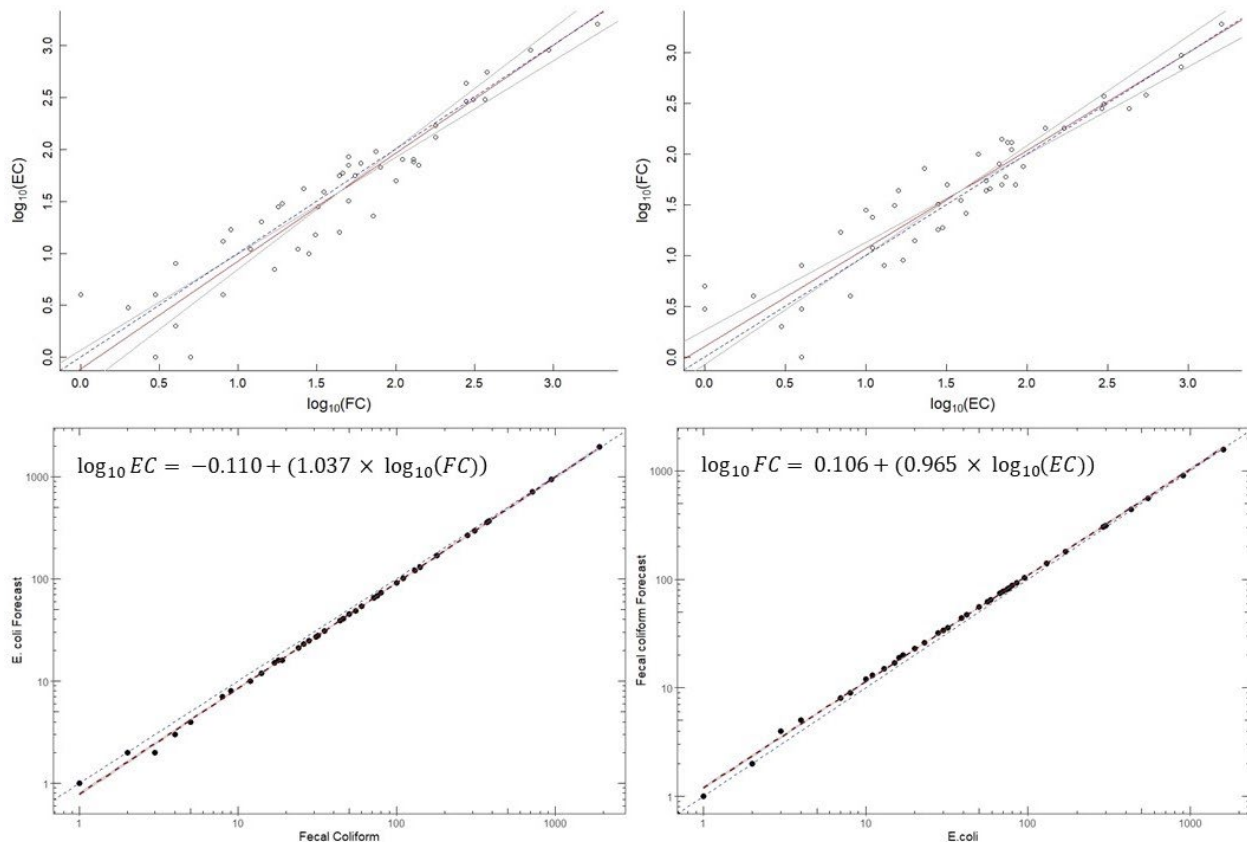 3.0
2.5
2.0
1.5
1.0
0.5
0.0
log10(EC)
0.0 0.5 1.0 1.5 2.0 2.5 3.0
log10(FC)
3.0
2.5
2.0
1.5
1.0
0.5
0.0
log10(FC)
0.0 0.5 1.0 1.5 2.0 2.5 3.0
log10(EC)
log10 EC = −0.110 + (1.037 × log10(FC))
1000
100
10
1
E. coli Forecast
1 10 100 1000
Fecal Coliform
log10 FC = 0.106 + (0.965 × log10(EC))
1000
100
10
1
Fecal coliform Forecast
1 10 100 1000
E.coli